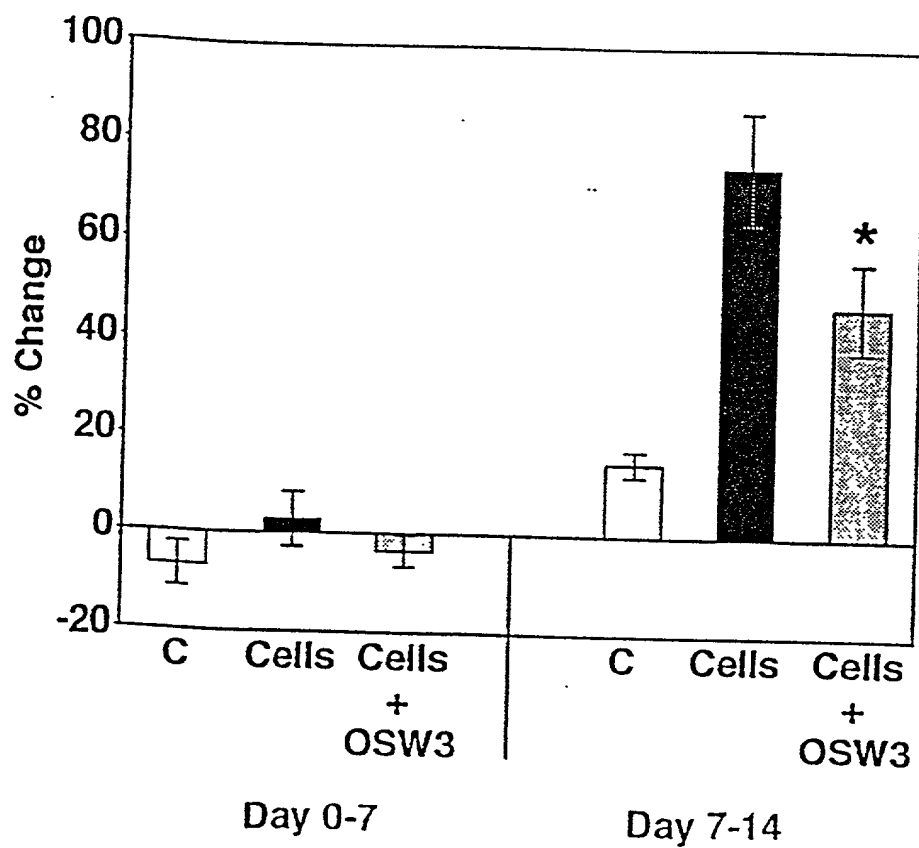 100
80
60
40
20
0
-20
% Change
*
C Cells Cells
+
OSW3
C Cells Cells
+
OSW3
Day 0-7
Day 7-14